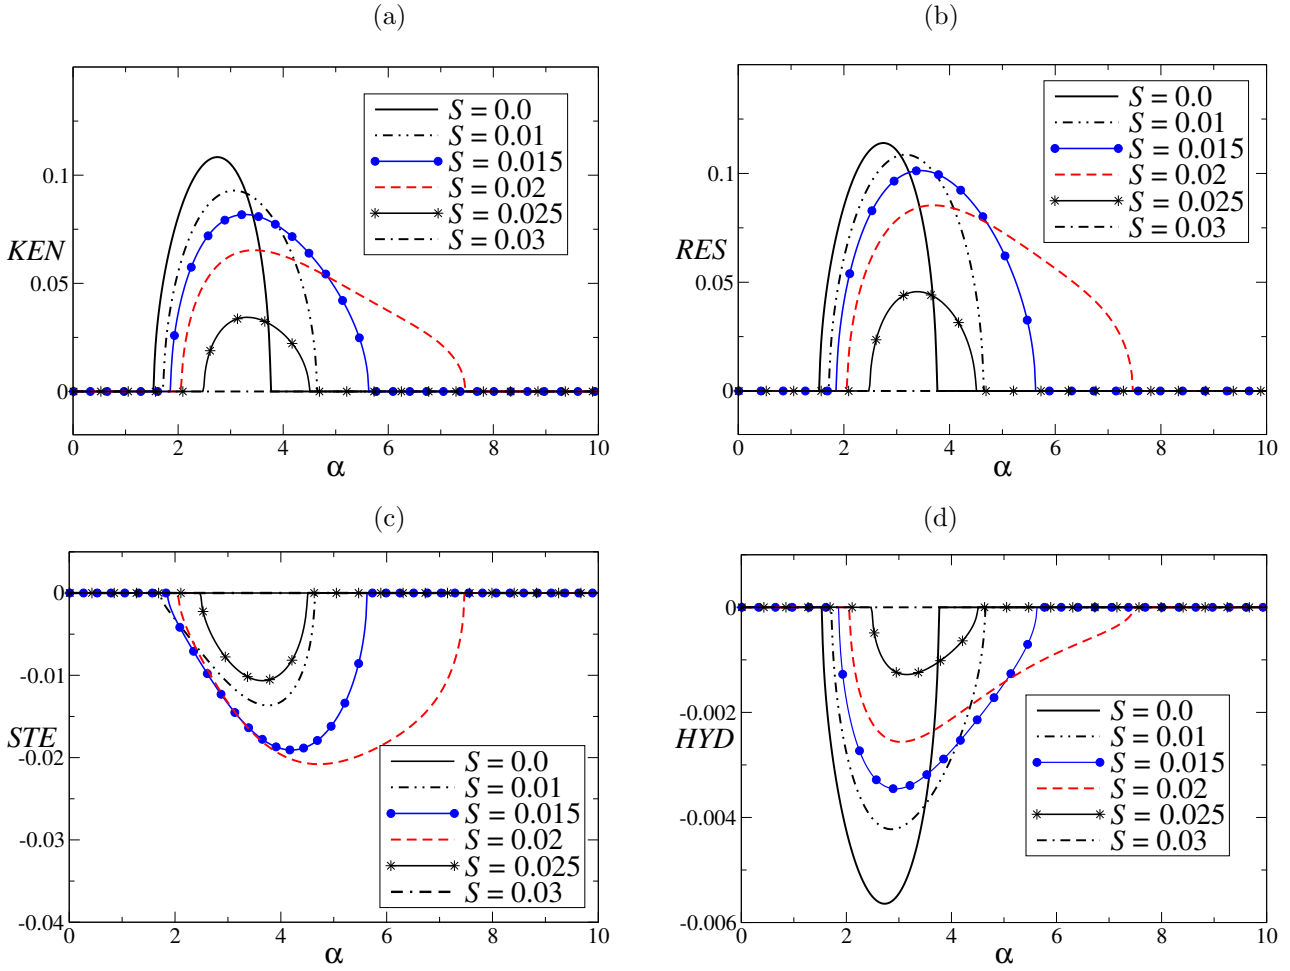 (a)
S = 0.0
S = 0.01
S = 0.015
S = 0.02
S = 0.025
S = 0.03
0.1
KEN
0.05
0
0 2 4 6 8 10
α
(b)
S = 0.0
S = 0.01
S = 0.015
S = 0.02
S = 0.025
S = 0.03
0.1
RES
0.05
0
0 2 4 6 8 10
α
(c)
0
-0.01
STE
-0.02
-0.03
-0.04
S = 0.0
S = 0.01
S = 0.015
S = 0.02
S = 0.025
S = 0.03
0 2 4 6 8 10
α
(d)
0
-0.002
HYD
-0.004
-0.006
S = 0.0
S = 0.01
S = 0.015
S = 0.02
S = 0.025
S = 0.03
0 2 4 6 8 10
α